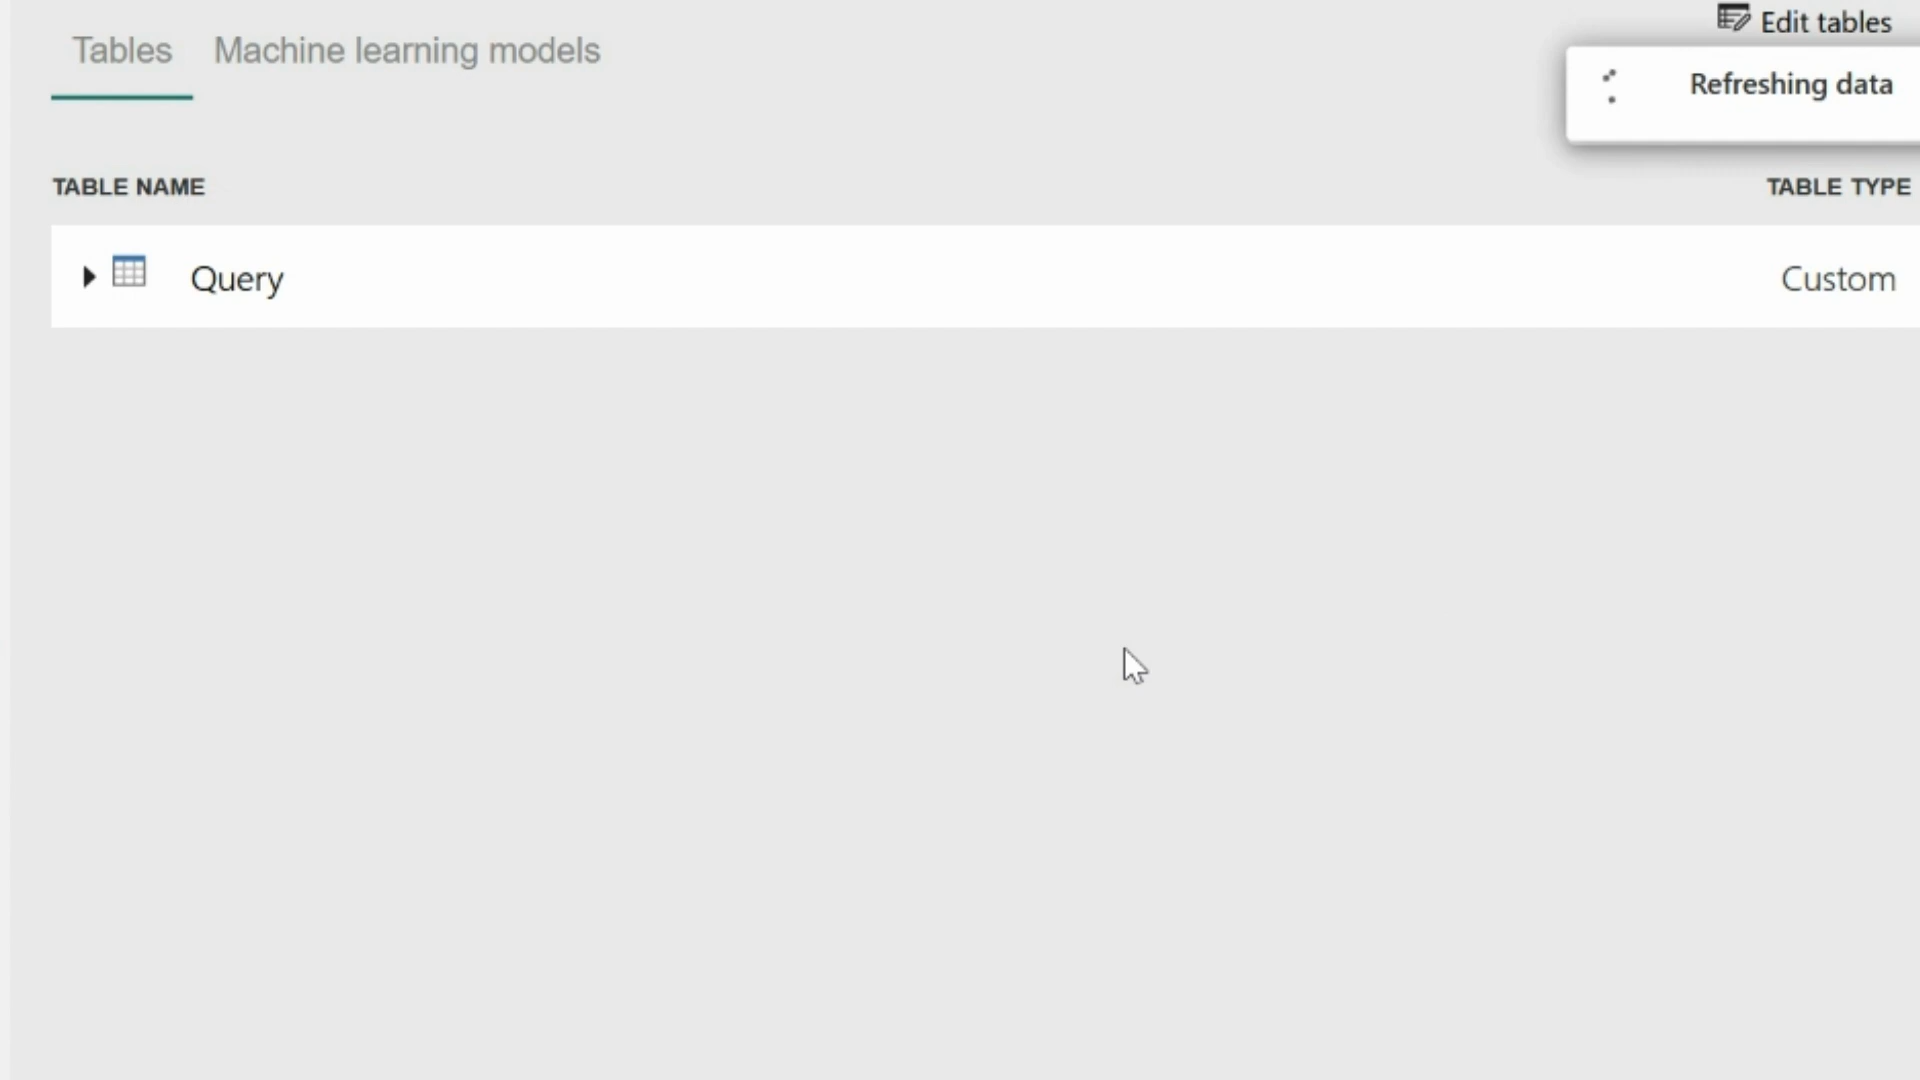 Edit tables
Tables Machine learning models
Refreshing data
TABLE NAME TABLE TYPE
Query Custom